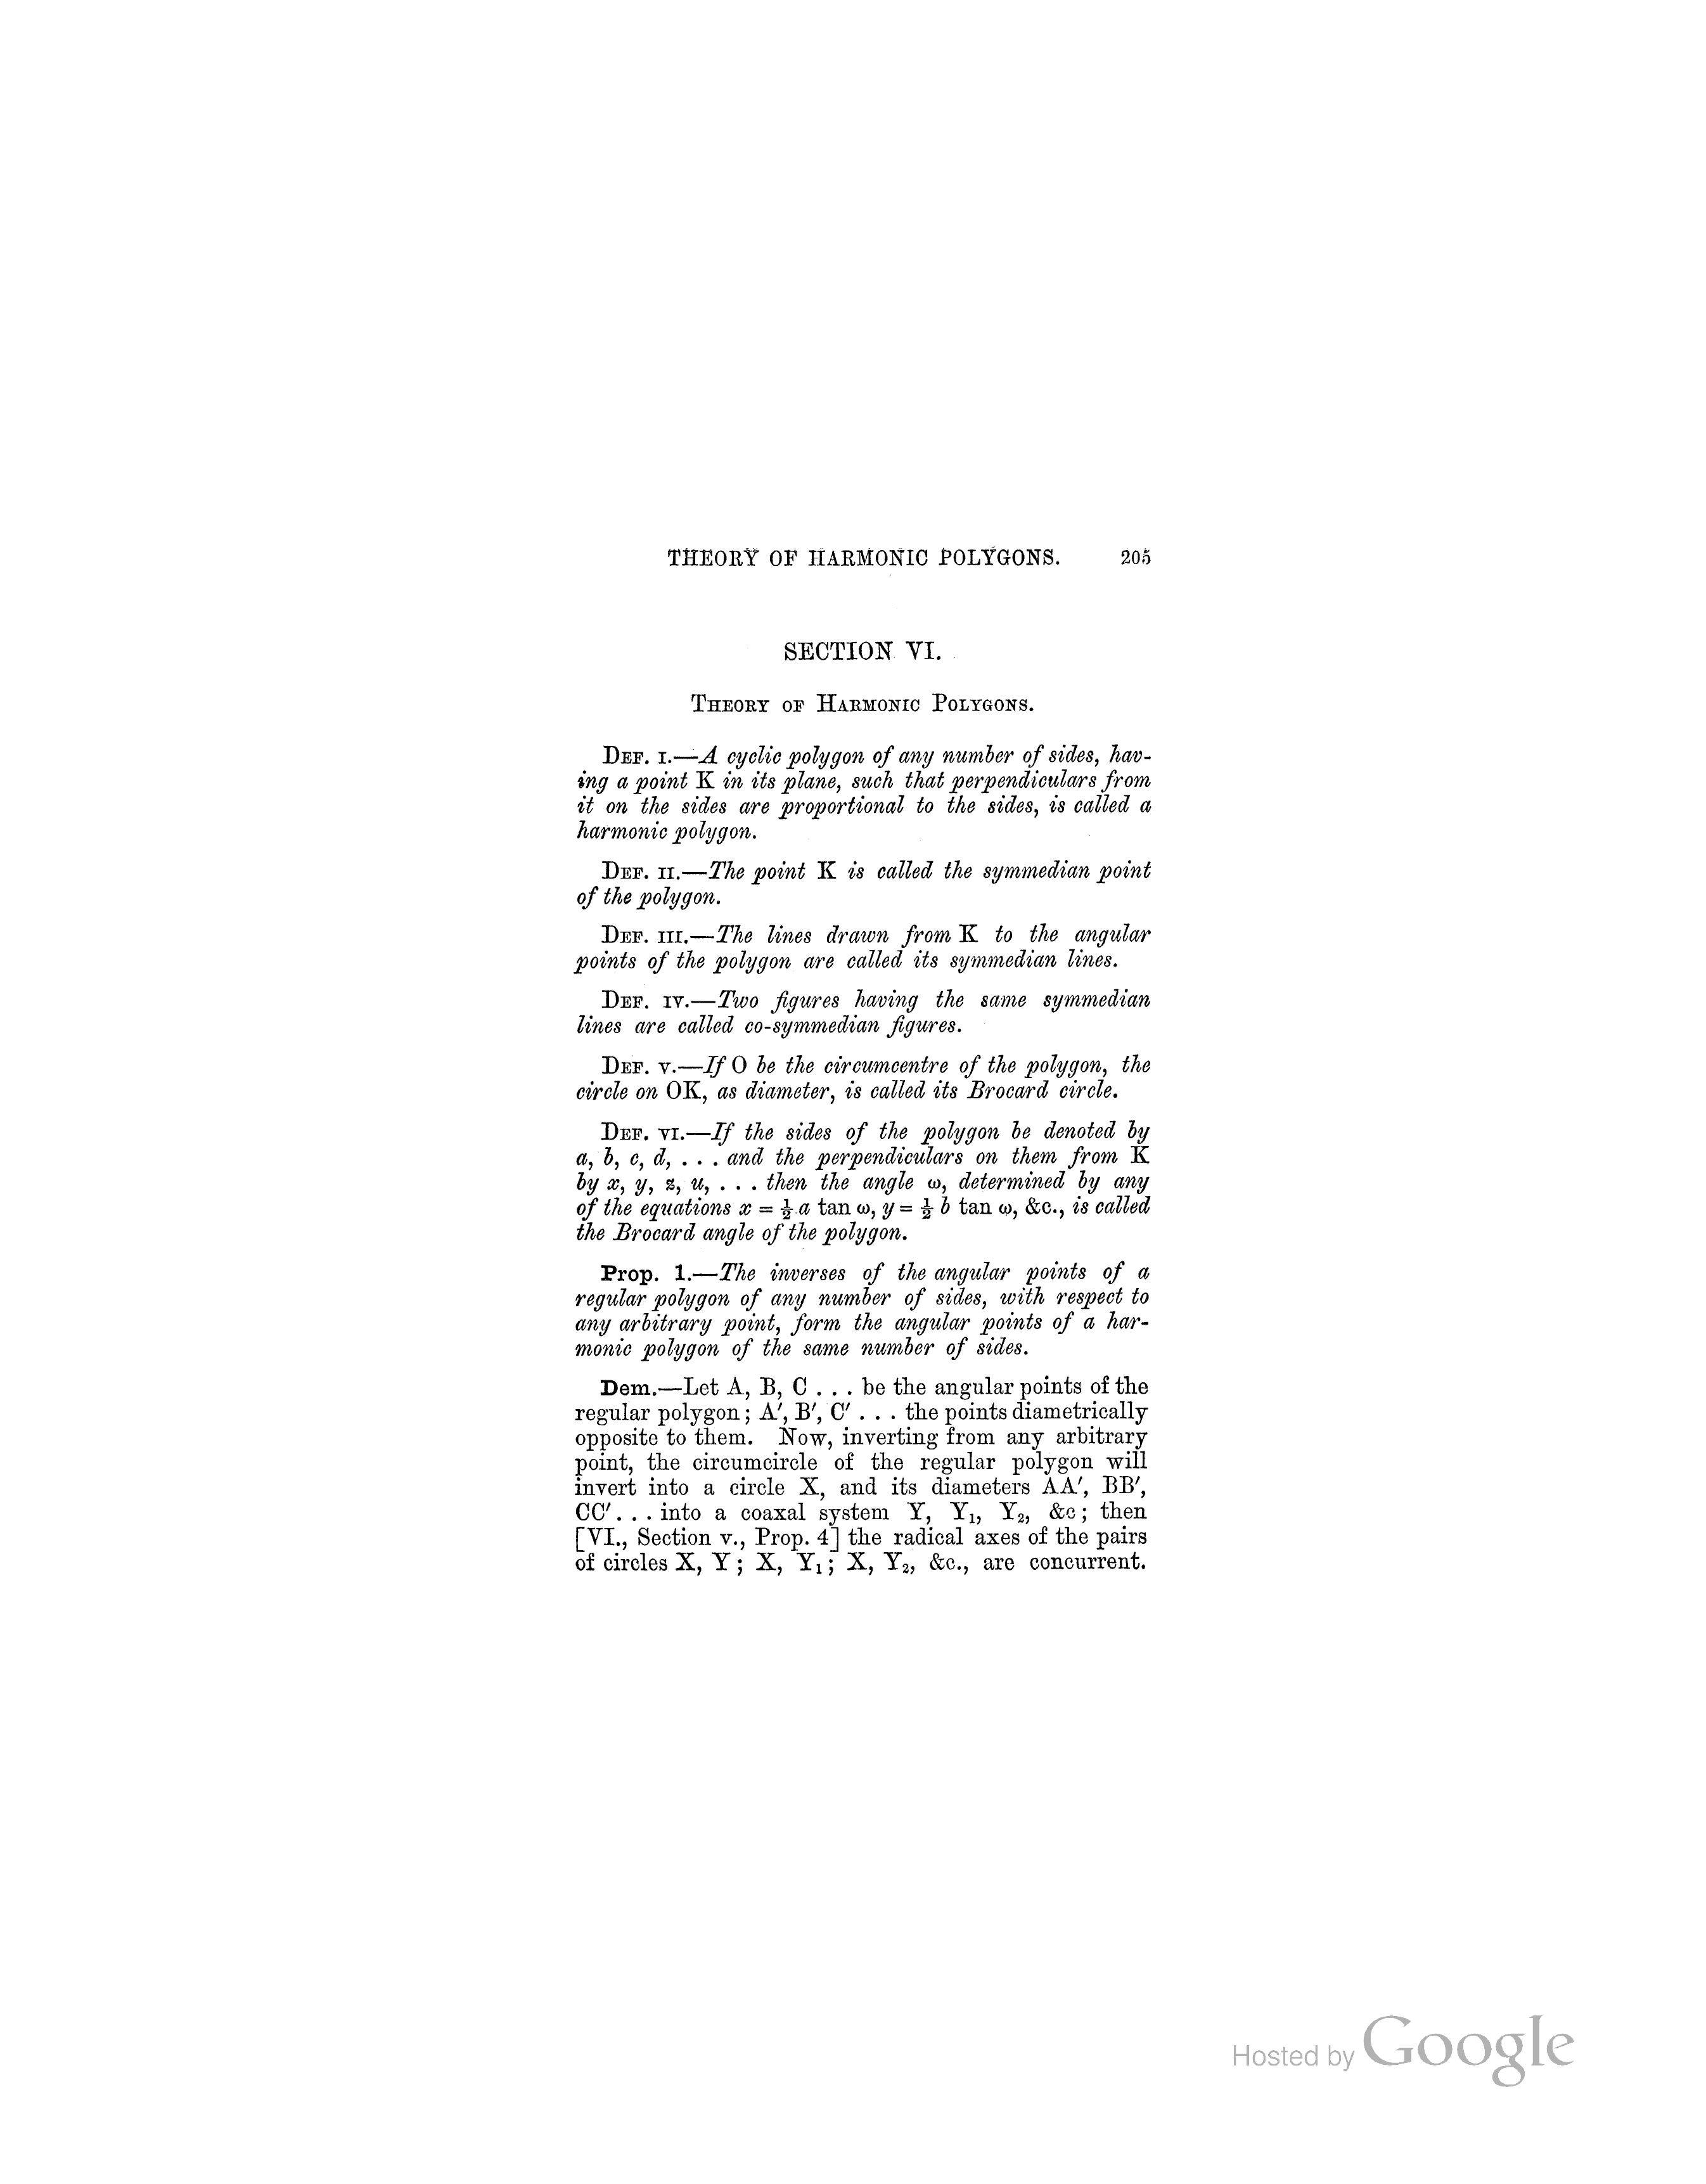 THEORY OF HARMONIC POLYGONS. 205
SECTION VI.
THEORY OF HARMONIC POLYGONS.
DEF. I.—A cyclic polygon of any number of sides, hav-
ing a point K in its plane, such that perpendiculars from
it on the sides are proportional to the sides, is called a
harmonic polygon.
DEF. II.—The point K is called the symmedian point
of the polygon.
DEF. III.—The lines drawn from K to the angular
points of the polygon are called its symmedian lines.
DEF. IV.—Two figures having the same symmedian
lines are called co-symmedian figures.
DEF. V.—If O be the circumcentre of the polygon, the
circle on OK, as diameter, is called its Brocard circle.
DEF. VI.—If the sides of the polygon be denoted by
a, b, c, d, . . . and the perpendiculars on them from K
by x, y, z, u, . . . then the angle ω, determined by any
of the equations x = ½ a tan ω, y = ½ b tan ω, &c., is called
the Brocard angle of the polygon.
Prop. 1.—The inverses of the angular points of a
regular polygon of any number of sides, with respect to
any arbitrary point, form the angular points of a har-
monic polygon of the same number of sides.
Dem.—Let A, B, C . . . be the angular points of the
regular polygon; A′, B′, C′ . . . the points diametrically
opposite to them. Now, inverting from any arbitrary
point, the circumcircle of the regular polygon will
invert into a circle X, and its diameters AA′, BB′,
CC′. . . into a coaxal system Y, Y₁, Y₂, &c; then
[VI., Section v., Prop. 4] the radical axes of the pairs
of circles X, Y; X, Y₁; X, Y₂, &c., are concurrent.
Hosted by Google